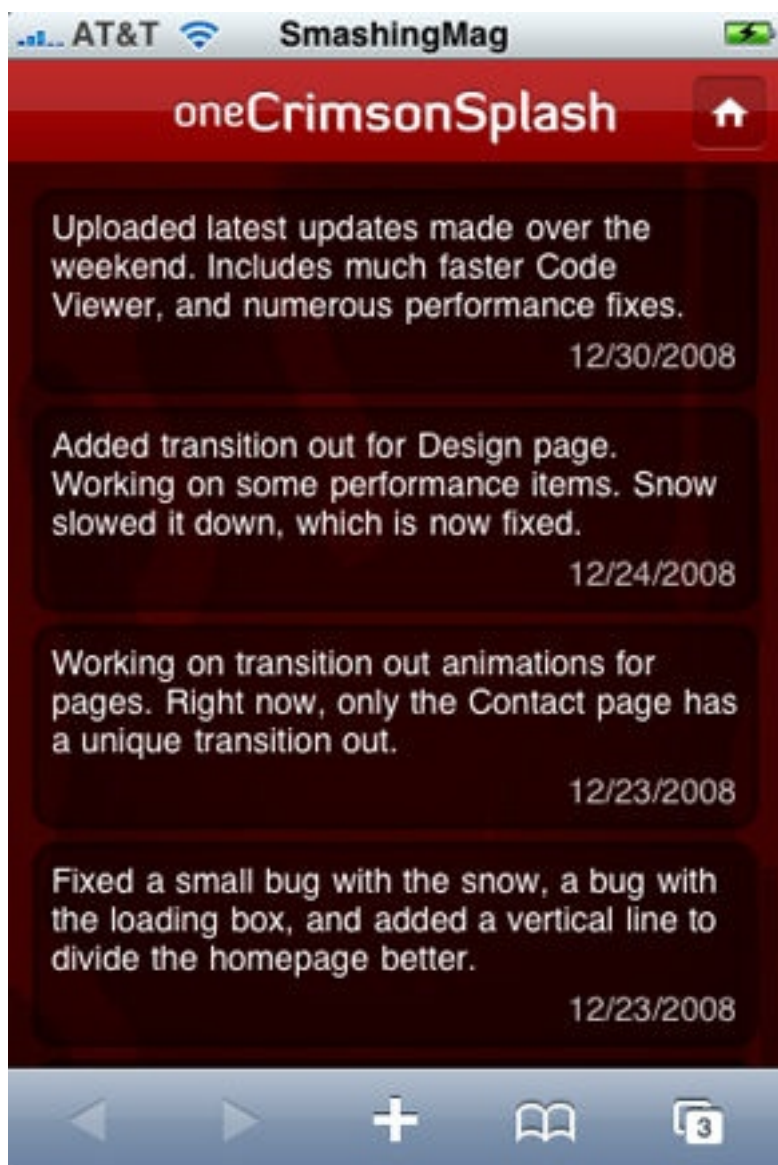 AT&T SmashingMag
oneCrimsonSplash
Uploaded latest updates made over the
weekend. Includes much faster Code
Viewer, and numerous performance fixes.
12/30/2008
Added transition out for Design page.
Working on some performance items. Snow
slowed it down, which is now fixed.
12/24/2008
Working on transition out animations for
pages. Right now, only the Contact page has
a unique transition out.
12/23/2008
Fixed a small bug with the snow, a bug with
the loading box, and added a vertical line to
divide the homepage better.
12/23/2008
3